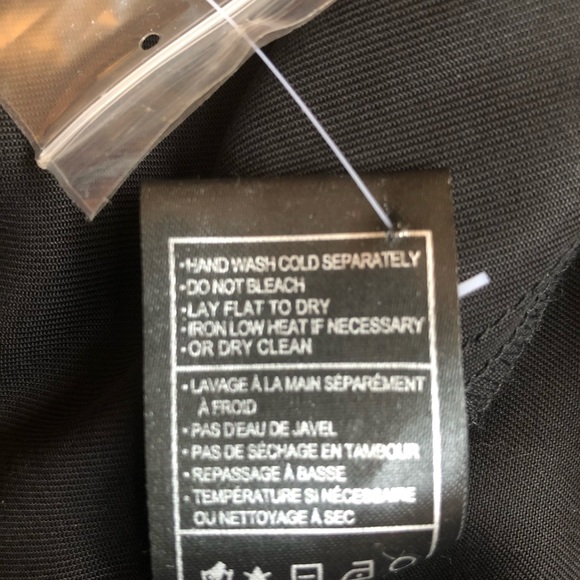 •HAND WASH COLD SEPARATELY
•DO NOT BLEACH
•LAY FLAT TO DRY
•IRON LOW HEAT IF NECESSARY
•OR DRY CLEAN
•LAVAGE À LA MAIN SÉPARÉMENT
À FROID
•PAS D'EAU DE JAVEL
•PAS DE SÉCHAGE EN TAMBOUR
•REPASSAGE À BASSE
•TEMPÉRATURE SI NÉCESSAIRE
OU NETTOYAGE À SEC